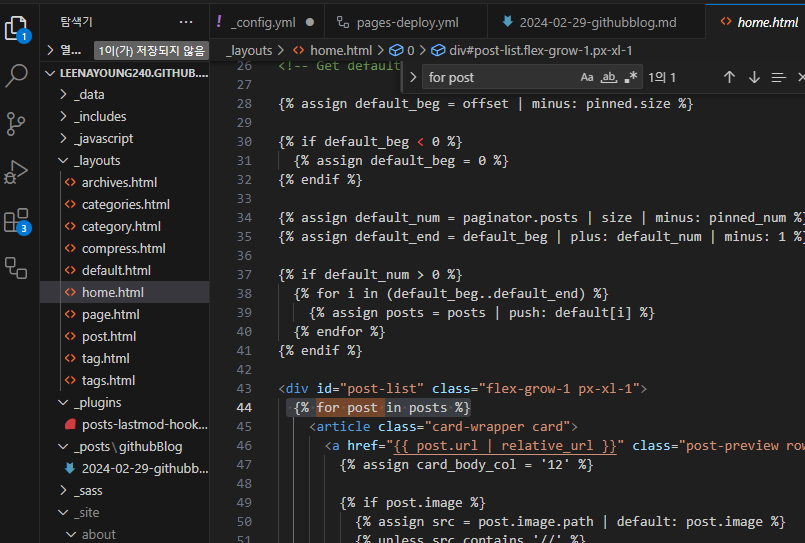 탐색기 ···
! _config.yml ●
pages-deploy.yml
2024-02-29-githubblog.md
<> home.html
1
3
> 열... 1이(가) 저장되지 않음
_layouts > <> home.html > 0 > div#post-list.flex-grow-1.px-xl-1
LEENAYOUNG240.GITHUB....
_data
_includes
_javascript
_layouts
<> archives.html
<> categories.html
<> category.html
<> compress.html
<> default.html
<> home.html
<> page.html
<> post.html
<> tag.html
<> tags.html
_plugins
posts-lastmod-hook...
_posts\githubBlog
2024-02-29-githubb...
_sass
_site
about
for post Aa ab .* 1의 1
26 <!-- Get default
27
28 {% assign default_beg = offset | minus: pinned.size %}
29
30 {% if default_beg < 0 %}
31 {% assign default_beg = 0 %}
32 {% endif %}
33
34 {% assign default_num = paginator.posts | size | minus: pinned_num %}
35 {% assign default_end = default_beg | plus: default_num | minus: 1 %}
36
37 {% if default_num > 0 %}
38 {% for i in (default_beg..default_end) %}
39 {% assign posts = posts | push: default[i] %}
40 {% endfor %}
41 {% endif %}
42
43 <div id="post-list" class="flex-grow-1 px-xl-1">
44 {% for post in posts %}
45 <article class="card-wrapper card">
46 <a href="{{ post.url | relative_url }}" class="post-preview row
47 {% assign card_body_col = '12' %}
48
49 {% if post.image %}
50 {% assign src = post.image.path | default: post.image %}
51 {% unless src contains '//' %}